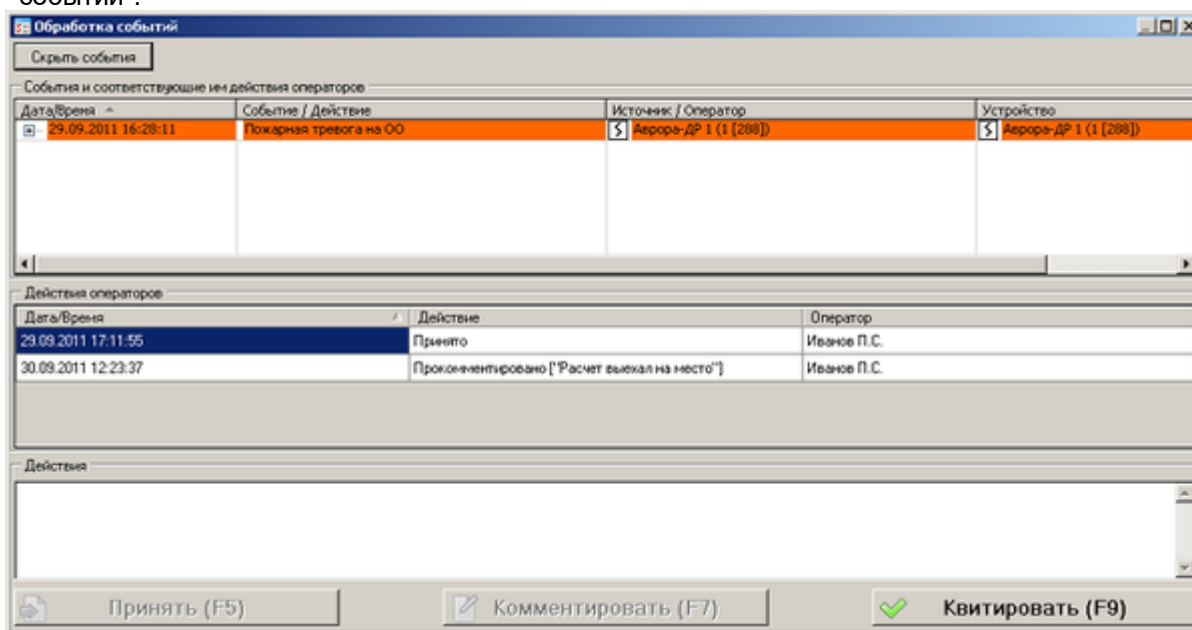 событий".
Обработка событий
Скрыть события
События и соответствующие им действия операторов
Дата/Время Событие / Действие Источник / Оператор Устройство
29.09.2011 16:28:11 Пожарная тревога на ОО Аврора-ДР 1 (1 [288]) Аврора-ДР 1 (1 [288])
Действия операторов
Дата/Время Действие Оператор
29.09.2011 17:11:55 Принято Иванов П.С.
30.09.2011 12:23:37 Прокомментировано ["Расчет выехал на место"] Иванов П.С.
Действия
Принять (F5) Комментировать (F7) Квитировать (F9)